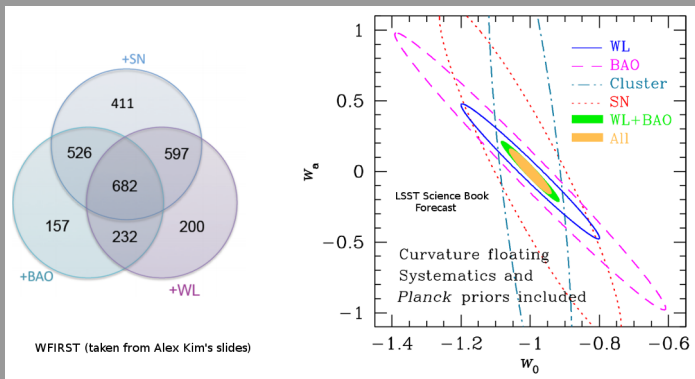 +SN
411
526
597
682
157
232
200
+BAO
+WL
WFIRST (taken from Alex Kim's slides)
1
0.5
0
−0.5
−1
w_a
WL
BAO
Cluster
SN
WL+BAO
All
LSST Science Book
Forecast
Curvature floating
Systematics and
Planck priors included
−1.4
−1.2
−1
−0.8
−0.6
w_0